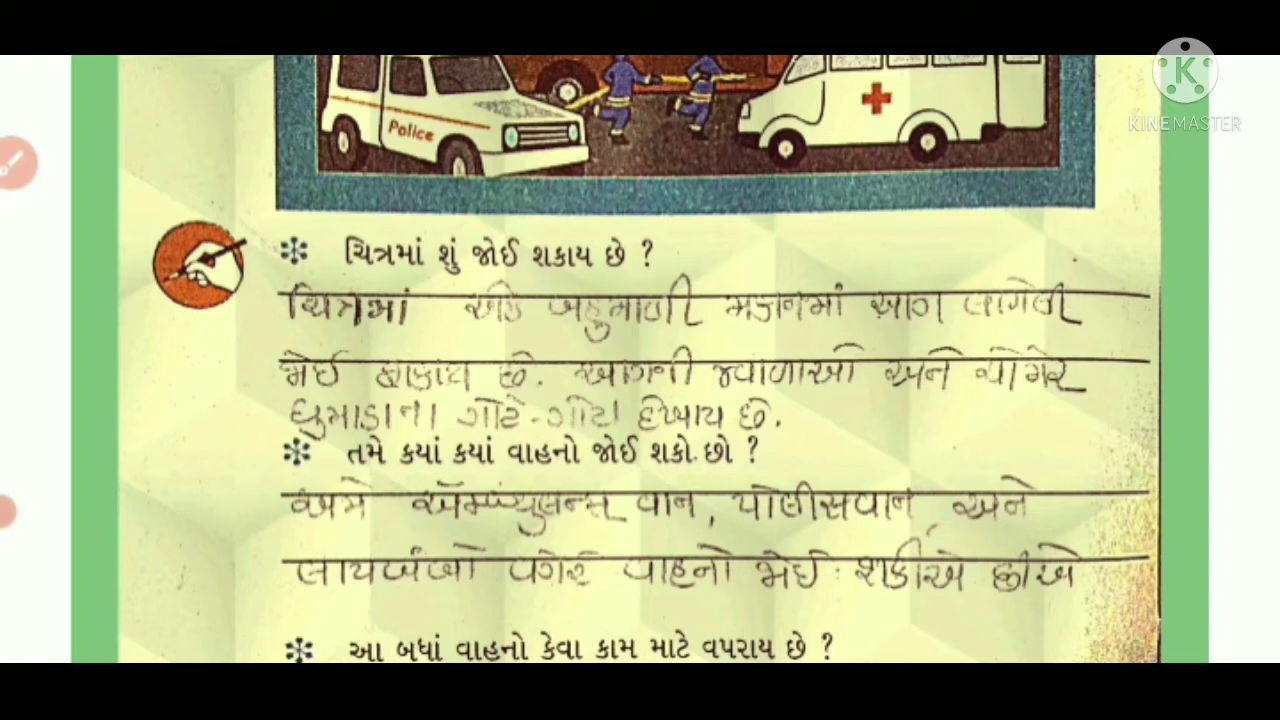 KINEMASTER
Police
ચિત્રમાં શું જોઈ શકાય છે ?
ચિત્રમાં એક બહુમાળી મકાનમાં આગ લાગેલી
જોઈ શકાય છે. આગની જ્વાળાઓ અને ચોમેર
ધુમાડાના ગોટે-ગોટા દેખાય છે.
તમે કયાં કયાં વાહનો જોઈ શકો છો ?
અમે એમ્બ્યુલન્સ વાન, પોલીસવાન, અને
લાયબંબો વગેરે વાહનો જોઈ શકીએ છીએ
આ બધાં વાહનો કેવા કામ માટે વપરાય છે ?